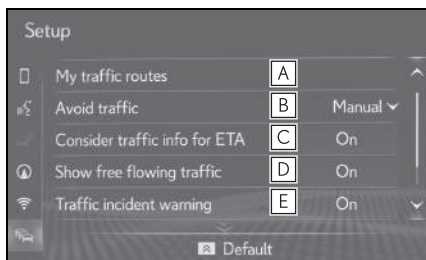 Setup
My traffic routes A
Avoid traffic B Manual
Consider traffic info for ETA C On
Show free flowing traffic D On
Traffic incident warning E On
Default